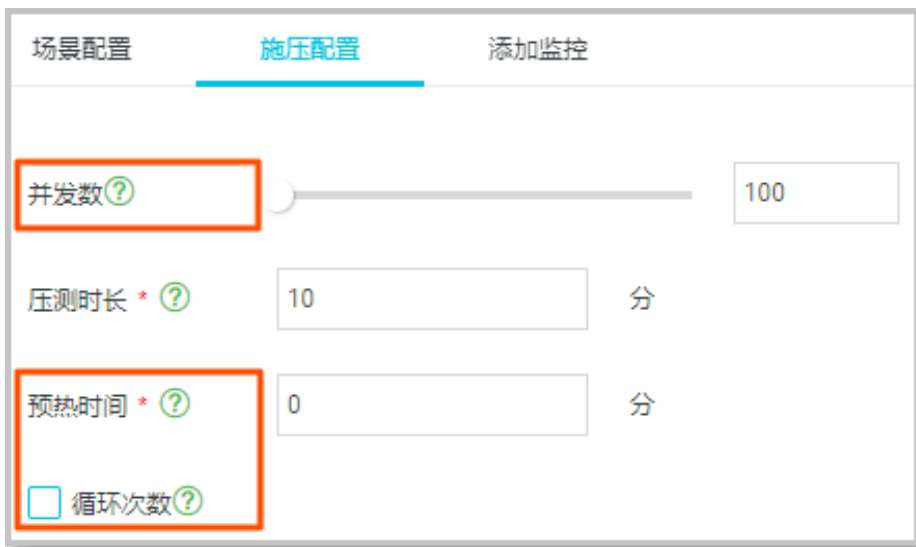 场景配置 施压配置 添加监控
并发数? 100
压测时长 * ? 10 分
预热时间 * ? 0 分
循环次数?